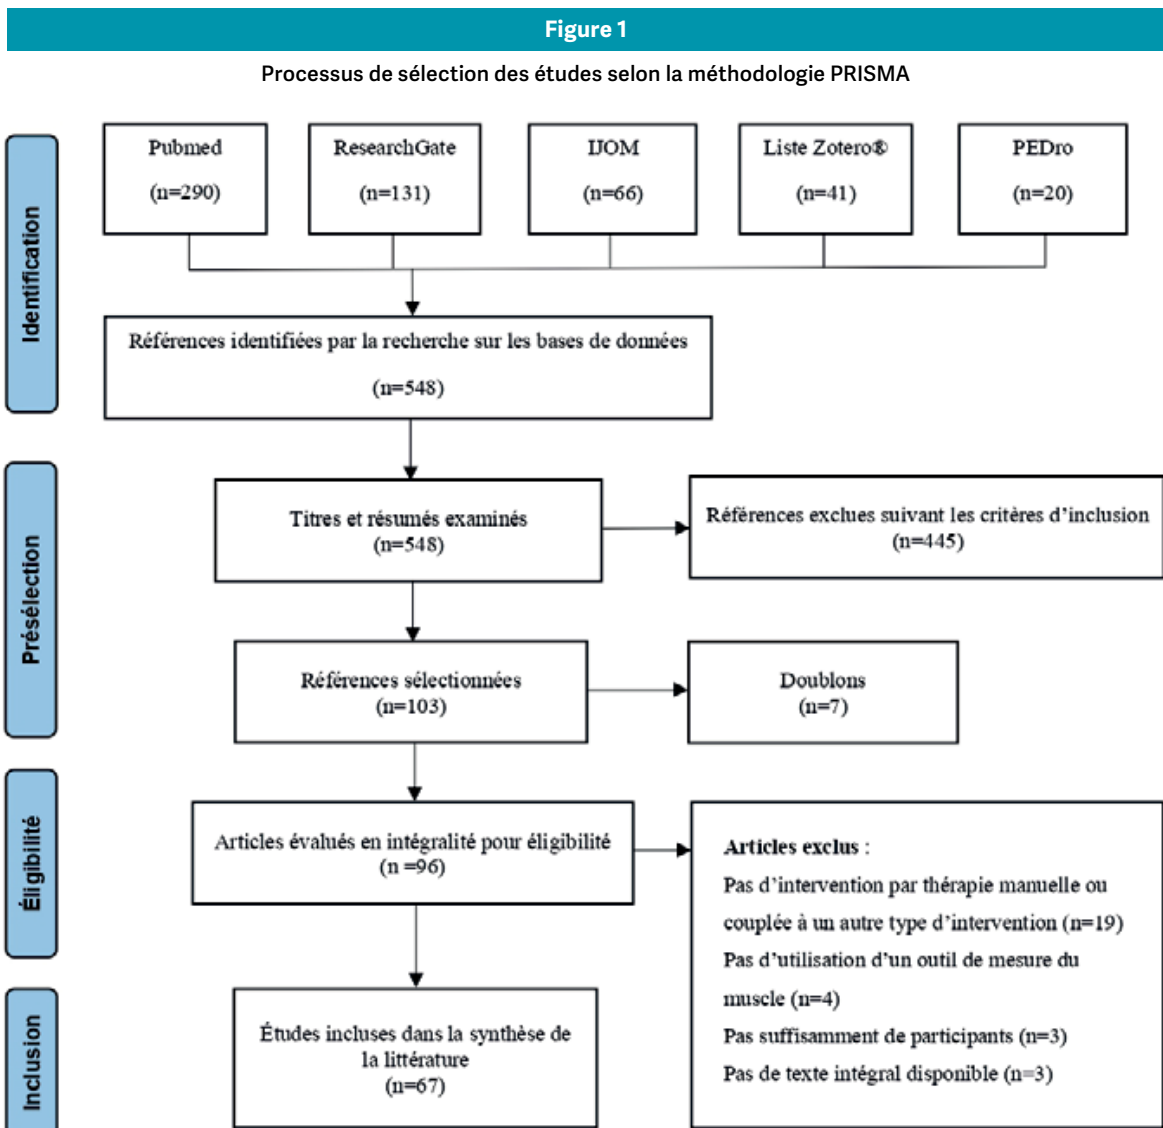 Figure 1
Processus de sélection des études selon la méthodologie PRISMA
Identification
Pubmed
(n=290)
ResearchGate
(n=131)
IJOM
(n=66)
Liste Zotero®
(n=41)
PEDro
(n=20)
Références identifiées par la recherche sur les bases de données
(n=548)
Présélection
Titres et résumés examinés
(n=548)
Références exclues suivant les critères d'inclusion
(n=445)
Références sélectionnées
(n=103)
Doublons
(n=7)
Éligibilité
Articles évalués en intégralité pour éligibilité
(n =96)
Articles exclus :
Pas d'intervention par thérapie manuelle ou
couplée à un autre type d'intervention (n=19)
Pas d'utilisation d'un outil de mesure du
muscle (n=4)
Pas suffisamment de participants (n=3)
Pas de texte intégral disponible (n=3)
Inclusion
Études incluses dans la synthèse de
la littérature
(n=67)